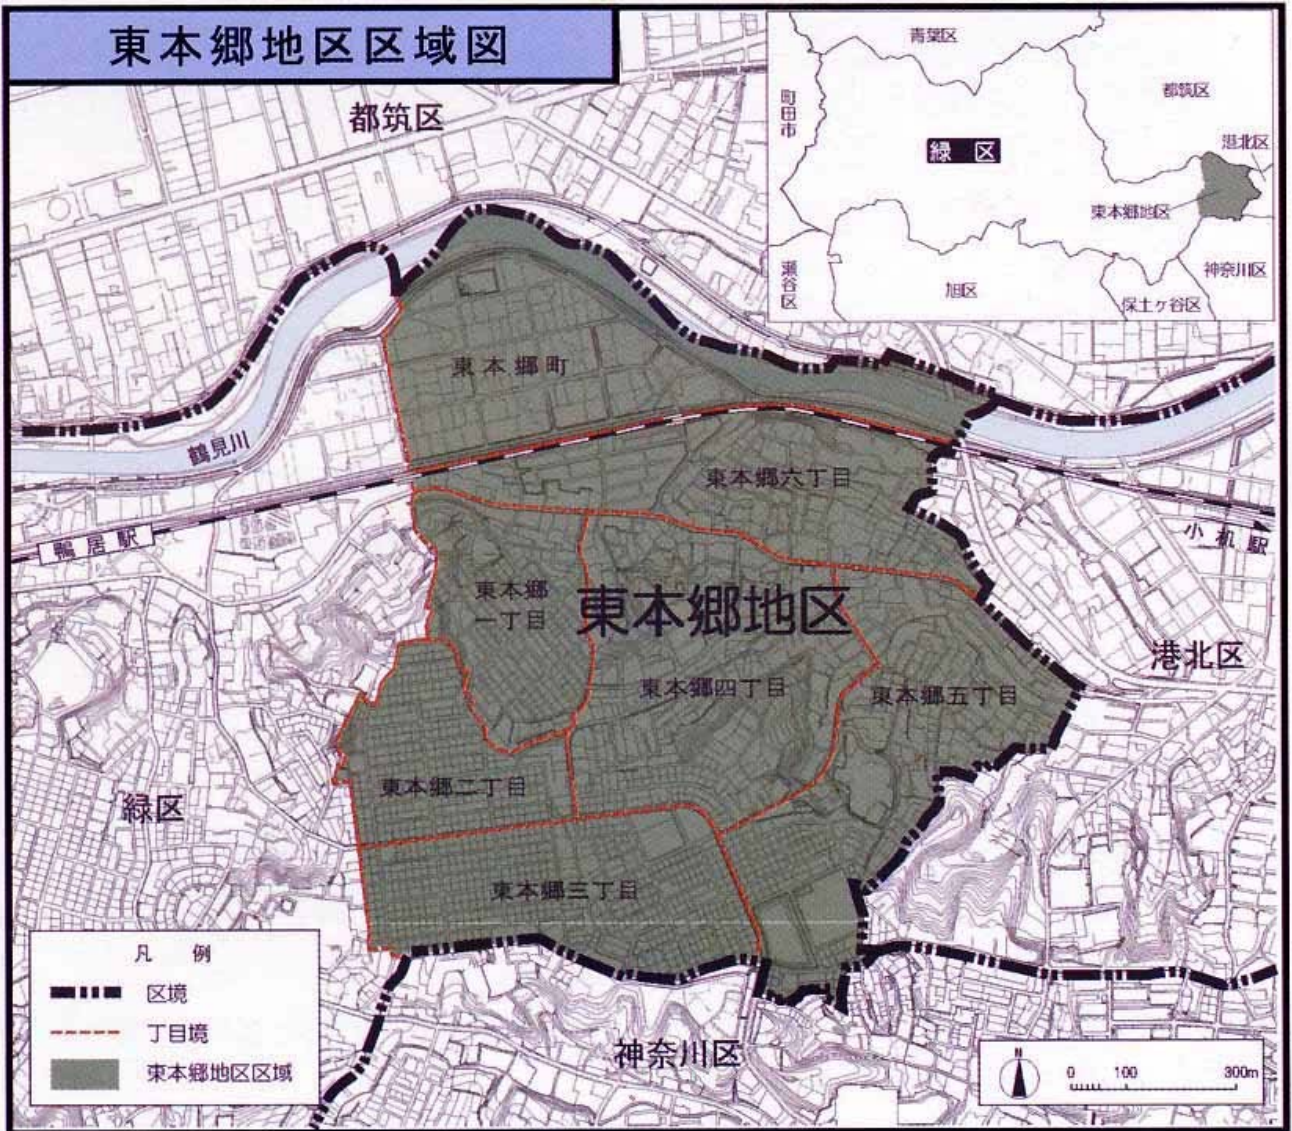 東本郷地区区域図
青葉区
町田市
都筑区
港北区
緑 区
東本郷地区
瀬谷区
旭区
保土ヶ谷区
神奈川区
都筑区
東本郷町
鶴見川
東本郷六丁目
鴨居駅
小机駅
東本郷
一丁目
東本郷地区
港北区
東本郷四丁目
東本郷五丁目
東本郷二丁目
緑区
東本郷三丁目
神奈川区
凡 例
区境
丁目境
東本郷地区区域
N
0 100 300m